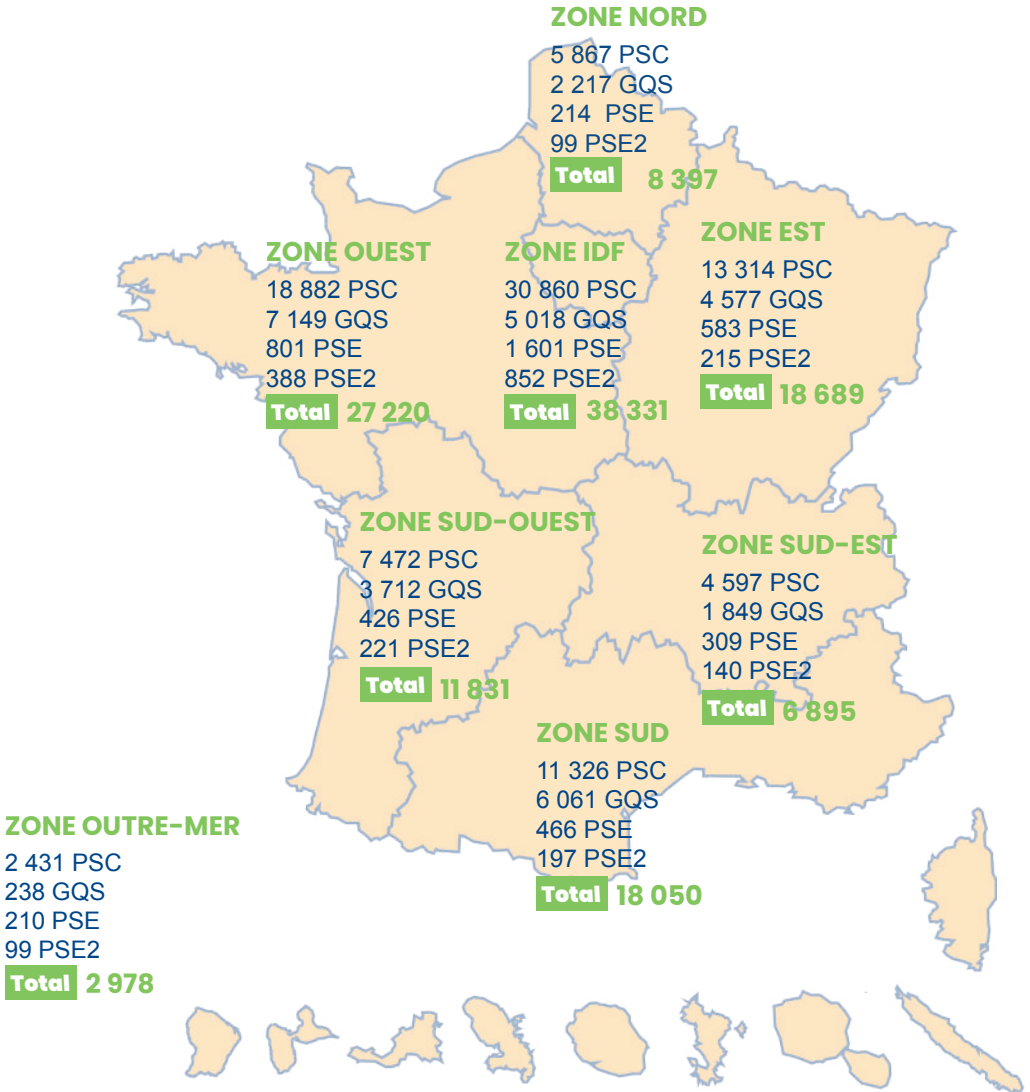 ZONE NORD
5 867 PSC
2 217 GQS
214 PSE
99 PSE2
Total 8 397
ZONE OUEST
18 882 PSC
7 149 GQS
801 PSE
388 PSE2
Total 27 220
ZONE IDF
30 860 PSC
5 018 GQS
1 601 PSE
852 PSE2
Total 38 331
ZONE EST
13 314 PSC
4 577 GQS
583 PSE
215 PSE2
Total 18 689
ZONE SUD-OUEST
7 472 PSC
3 712 GQS
426 PSE
221 PSE2
Total 11 831
ZONE SUD-EST
4 597 PSC
1 849 GQS
309 PSE
140 PSE2
Total 6 895
ZONE SUD
11 326 PSC
6 061 GQS
466 PSE
197 PSE2
Total 18 050
ZONE OUTRE-MER
2 431 PSC
238 GQS
210 PSE
99 PSE2
Total 2 978